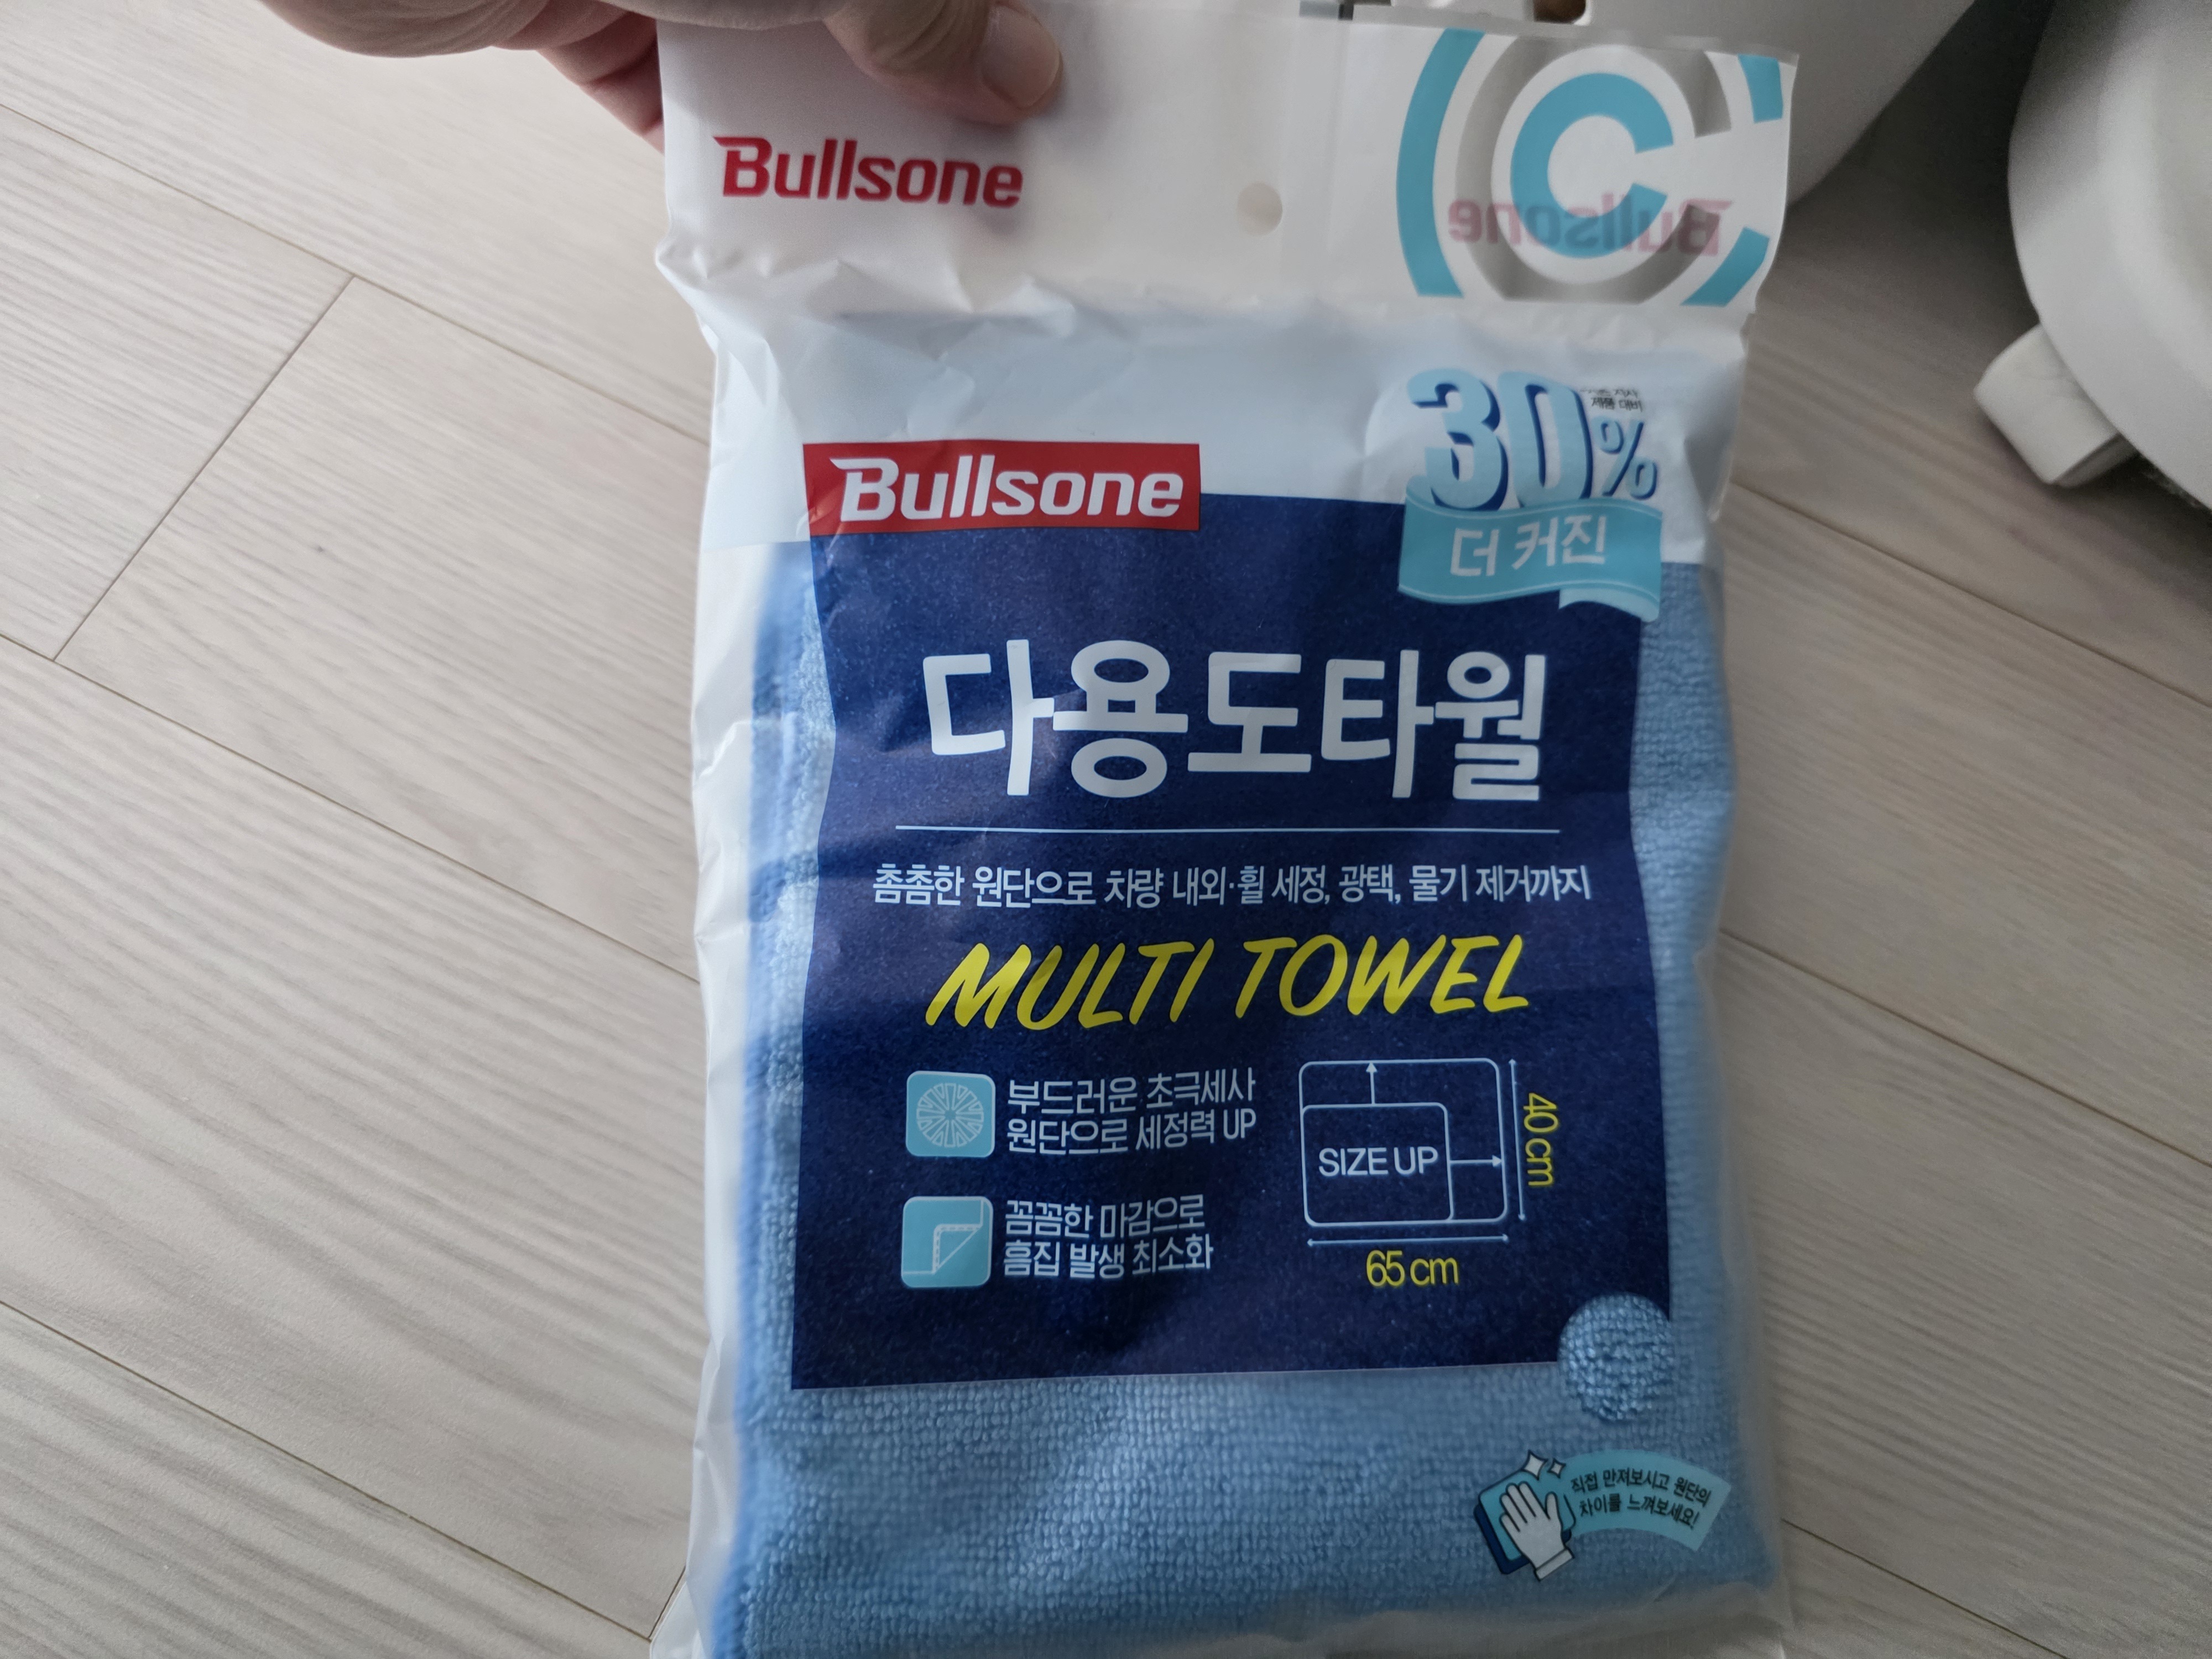 Bullsone
C
Bullsone
제품 대비
30%
더 커진
Bullsone
다용도타월
촘촘한 원단으로 차량 내외·휠 세정, 광택, 물기 제거까지
MULTI TOWEL
부드러운 초극세사
원단으로 세정력 UP
꼼꼼한 마감으로
흠집 발생 최소화
SIZE UP
40cm
65cm
직접 만져보시고 원단의
차이를 느껴보세요!